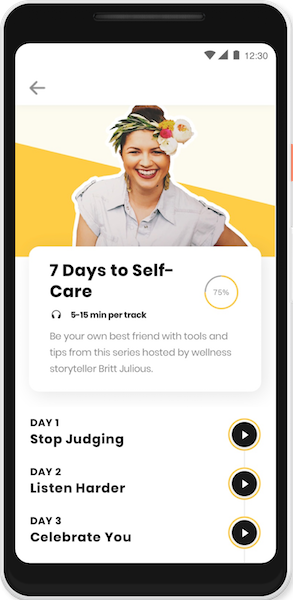 12:30
7 Days to Self-
Care
75%
5-15 min per track
Be your own best friend with tools and
tips from this series hosted by wellness
storyteller Britt Julious.
DAY 1
Stop Judging
DAY 2
Listen Harder
DAY 3
Celebrate You